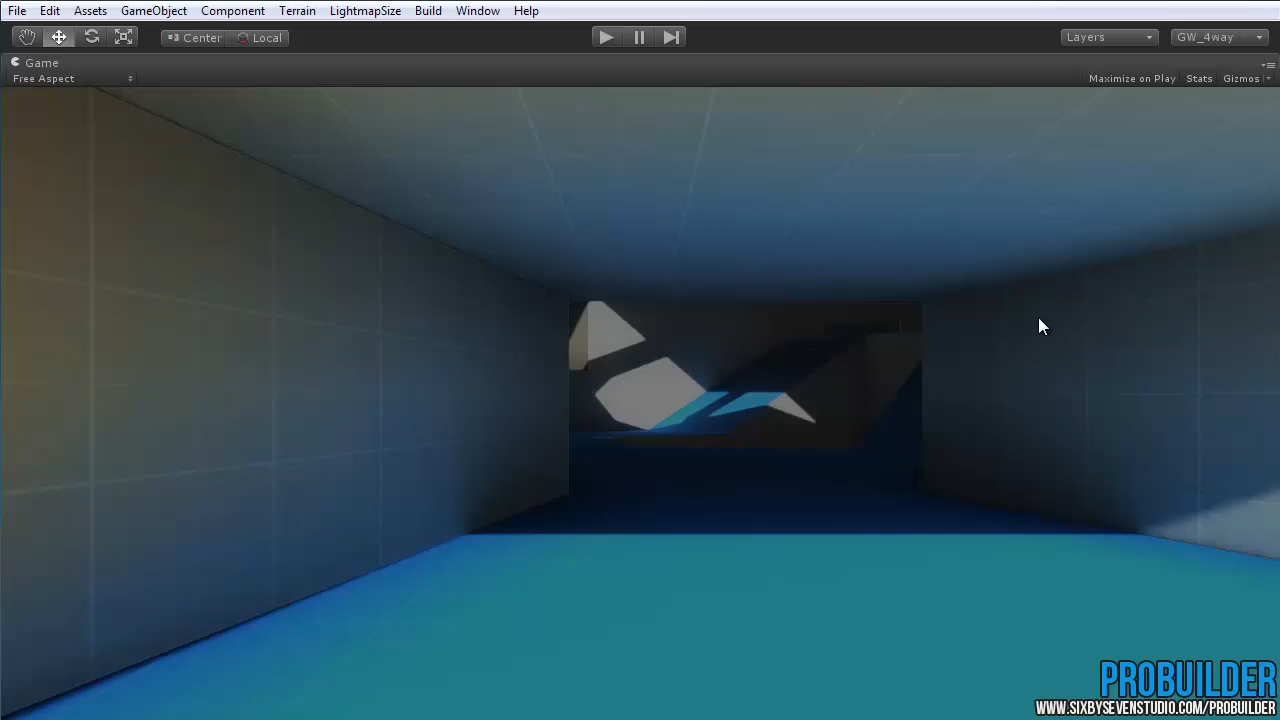 File Edit Assets GameObject Component Terrain LightmapSize Build Window Help
Center Local Layers GW_4way
Game
Free Aspect Maximize on Play Stats Gizmos
PROBUILDER
WWW.SIXBYSEVENSTUDIO.COM/PROBUILDER